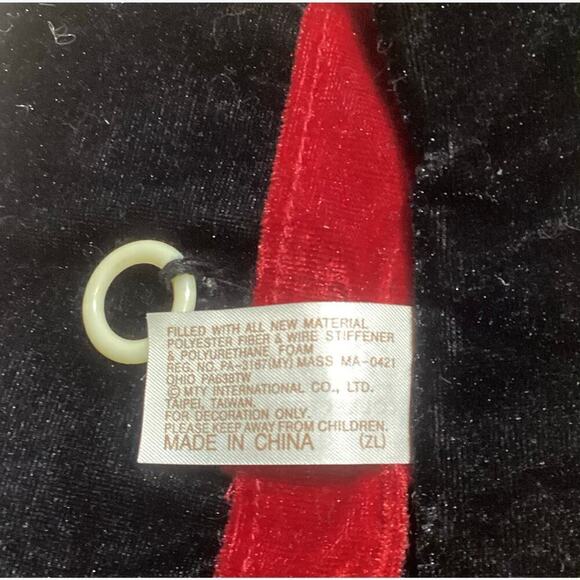 FILLED WITH ALL NEW MATERIAL
POLYESTER FIBER & WIRE STIFFENER
& POLYURETHANE FOAM
REG. NO. PA-3187(MY) MASS MA-0421
OHIO PA638TW
© MTY INTERNATIONAL CO., LTD.
TAIPEI, TAIWAN.
FOR DECORATION ONLY.
PLEASE KEEP AWAY FROM CHILDREN.
MADE IN CHINA (ZL)